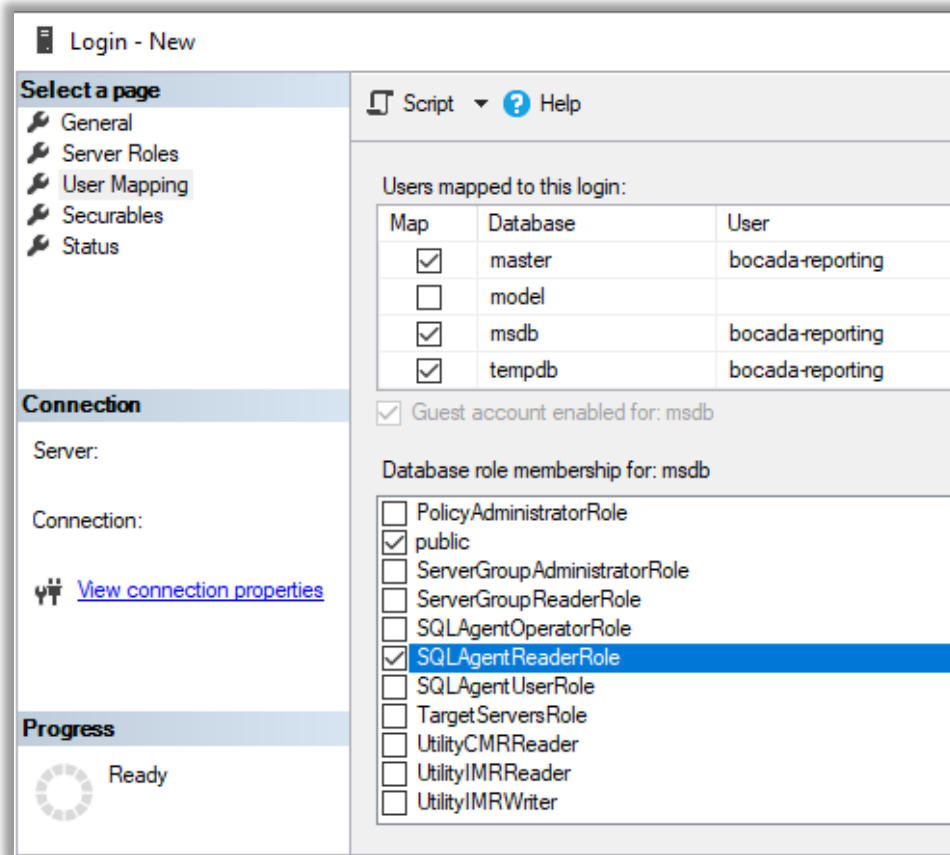 Login - New
Select a page
General
Server Roles
User Mapping
Securables
Status
Connection
Server:
Connection:
View connection properties
Progress
Ready
Script
Help
Users mapped to this login:
Map Database User
master bocada-reporting
model
msdb bocada-reporting
tempdb bocada-reporting
Guest account enabled for: msdb
Database role membership for: msdb
PolicyAdministratorRole
public
ServerGroupAdministratorRole
ServerGroupReaderRole
SQLAgentOperatorRole
SQLAgentReaderRole
SQLAgentUserRole
TargetServersRole
UtilityCMRReader
UtilityIMRReader
UtilityIMRWriter